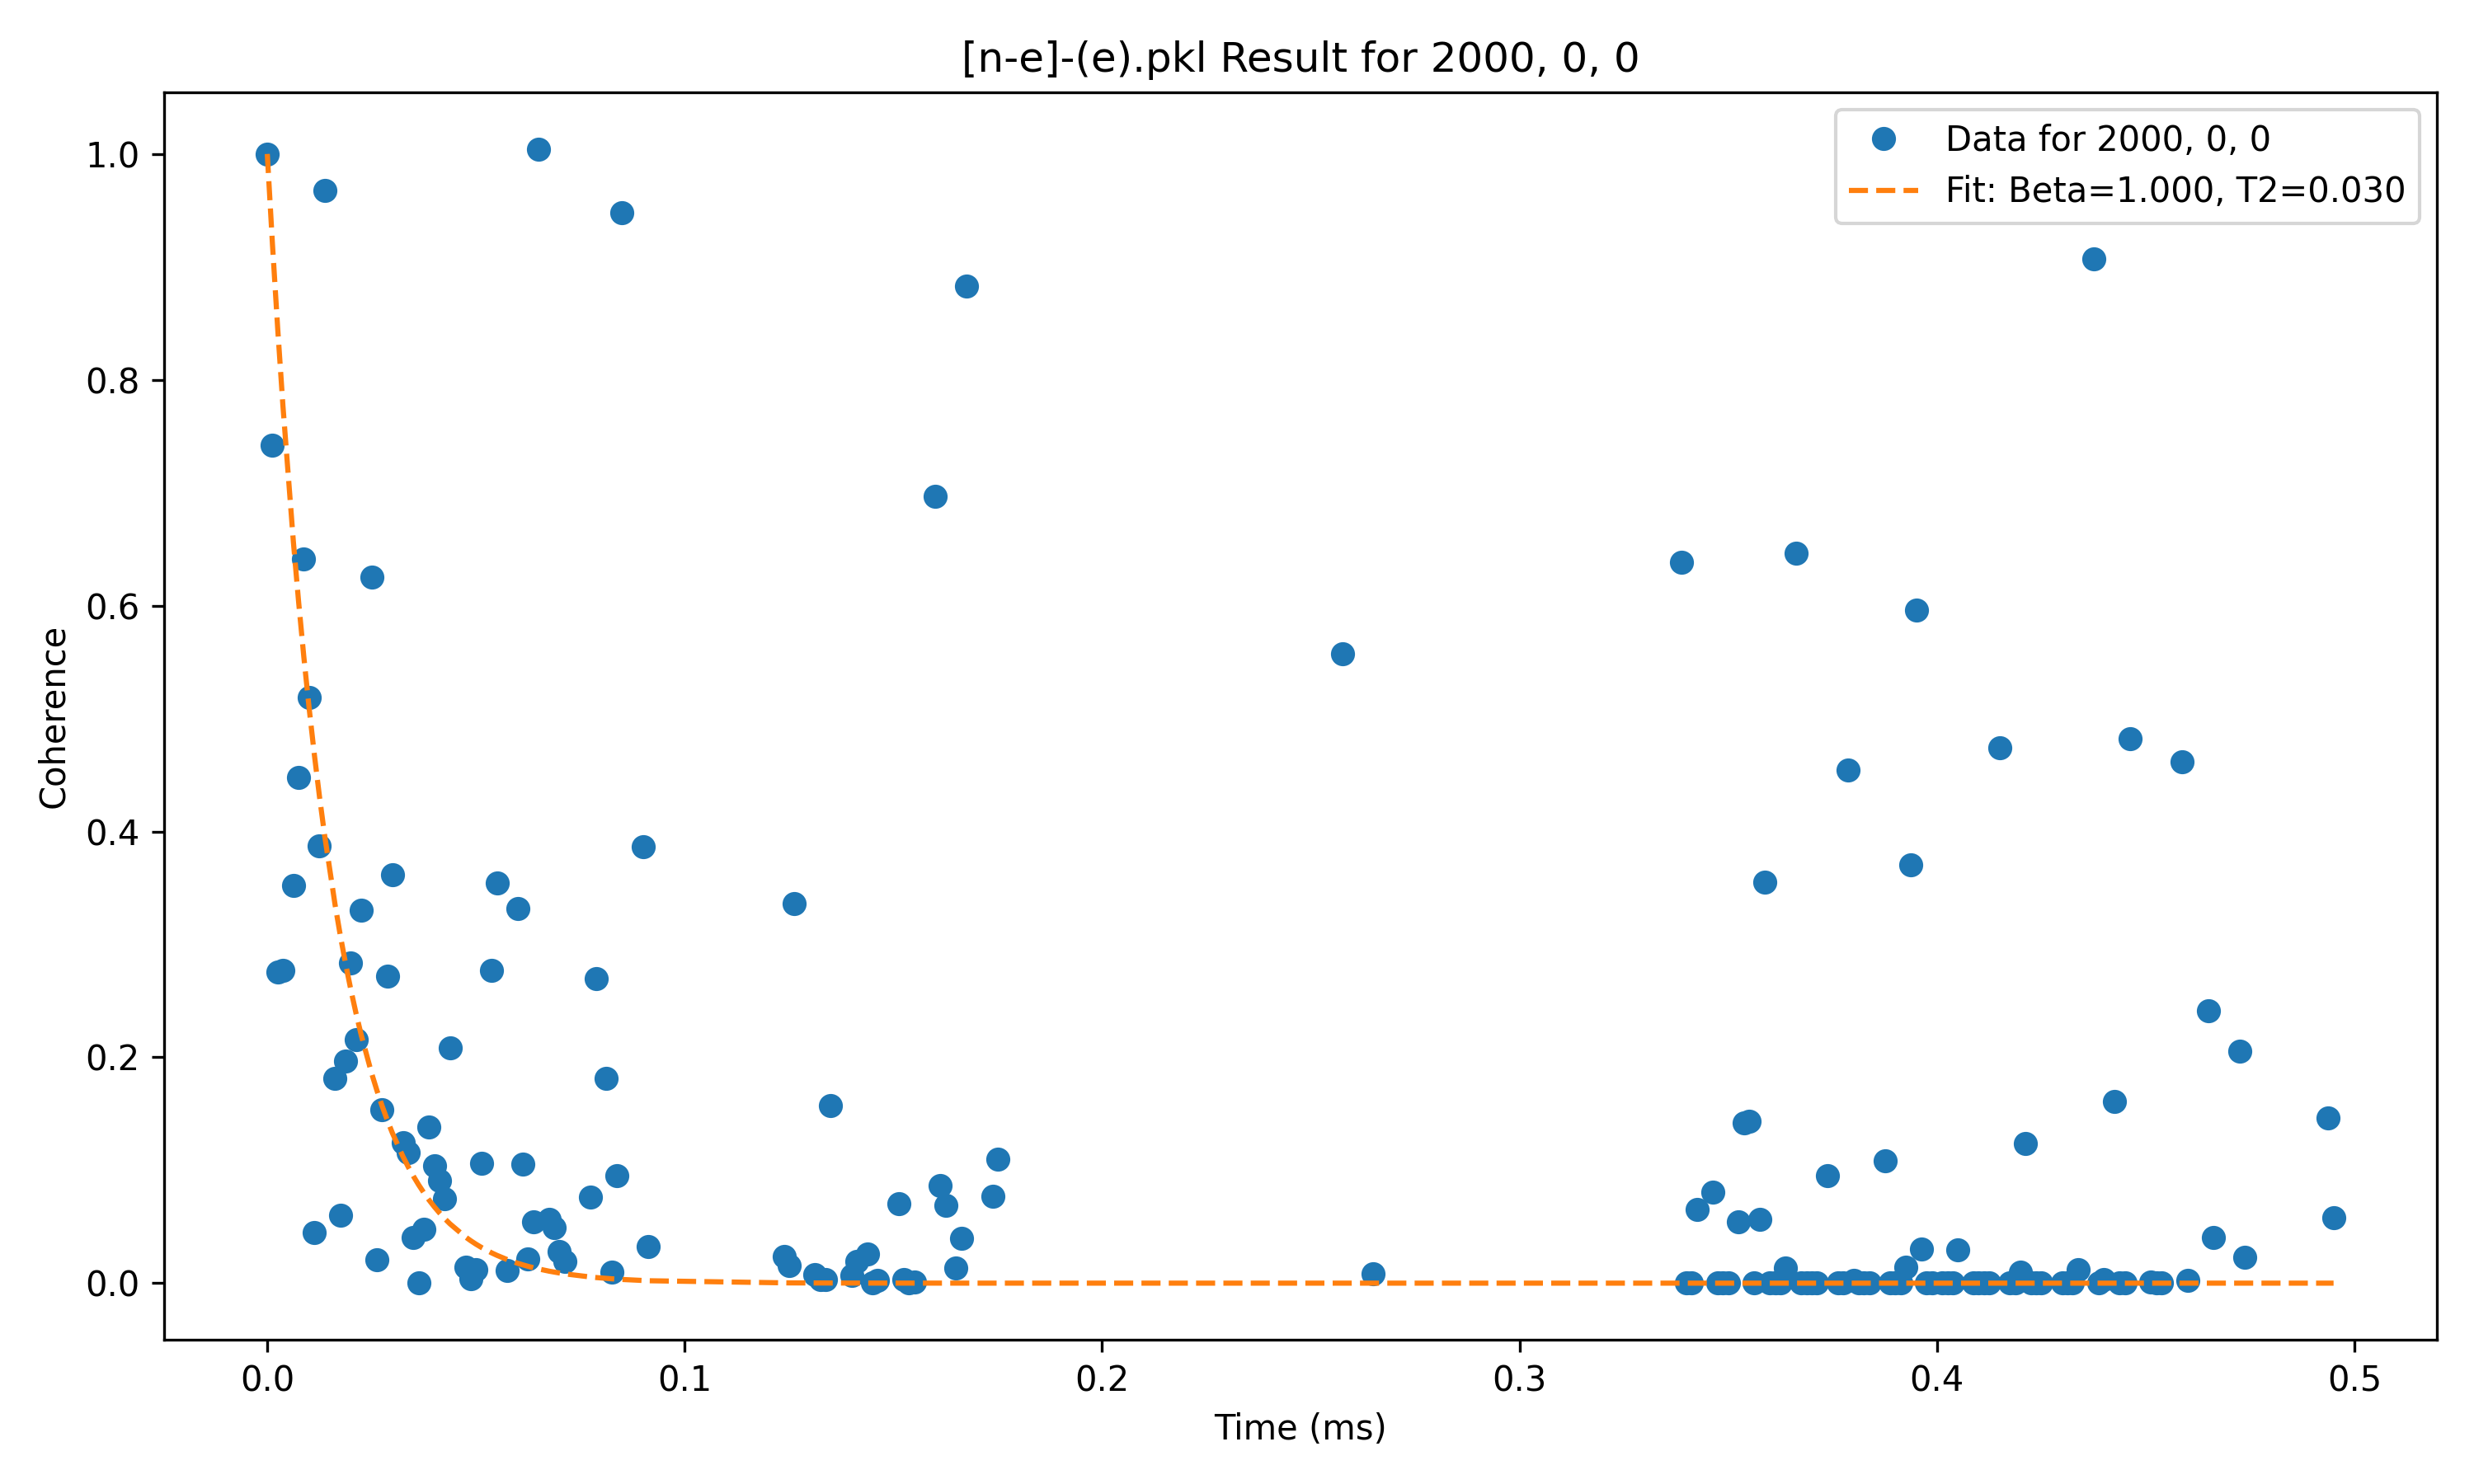 [n-e]-(e).pkl Result for 2000, 0, 0
Data for 2000, 0, 0
Fit: Beta=1.000, T2=0.030
1.0
0.8
0.6
0.4
0.2
0.0
Coherence
0.0 0.1 0.2 0.3 0.4 0.5
Time (ms)